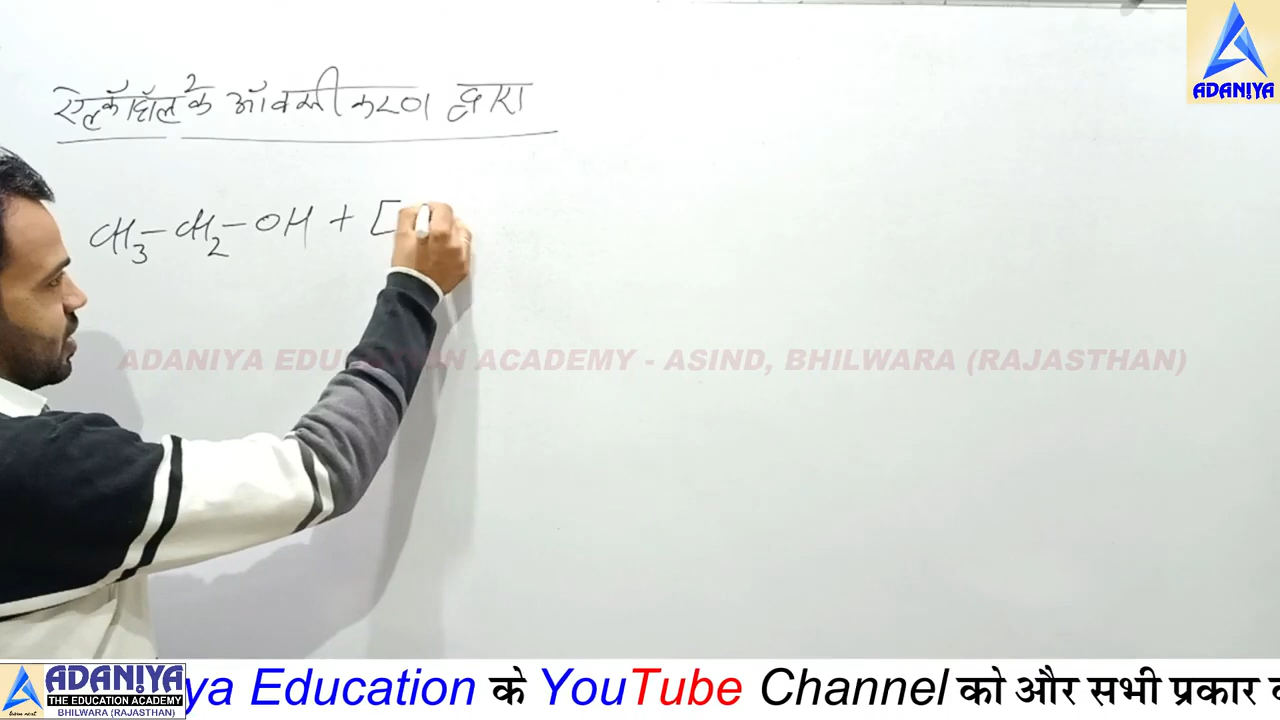 ऐल्कॉहॉल के ऑक्सीकरण द्वारा
ADANIYA
CH3-CH2-OH + [
ADANIYA EDUCATION ACADEMY - ASIND, BHILWARA (RAJASTHAN)
ADANIYA
THE EDUCATION ACADEMY
BHILWARA (RAJASTHAN)
ya Education के YouTube Channel को और सभी प्रकार